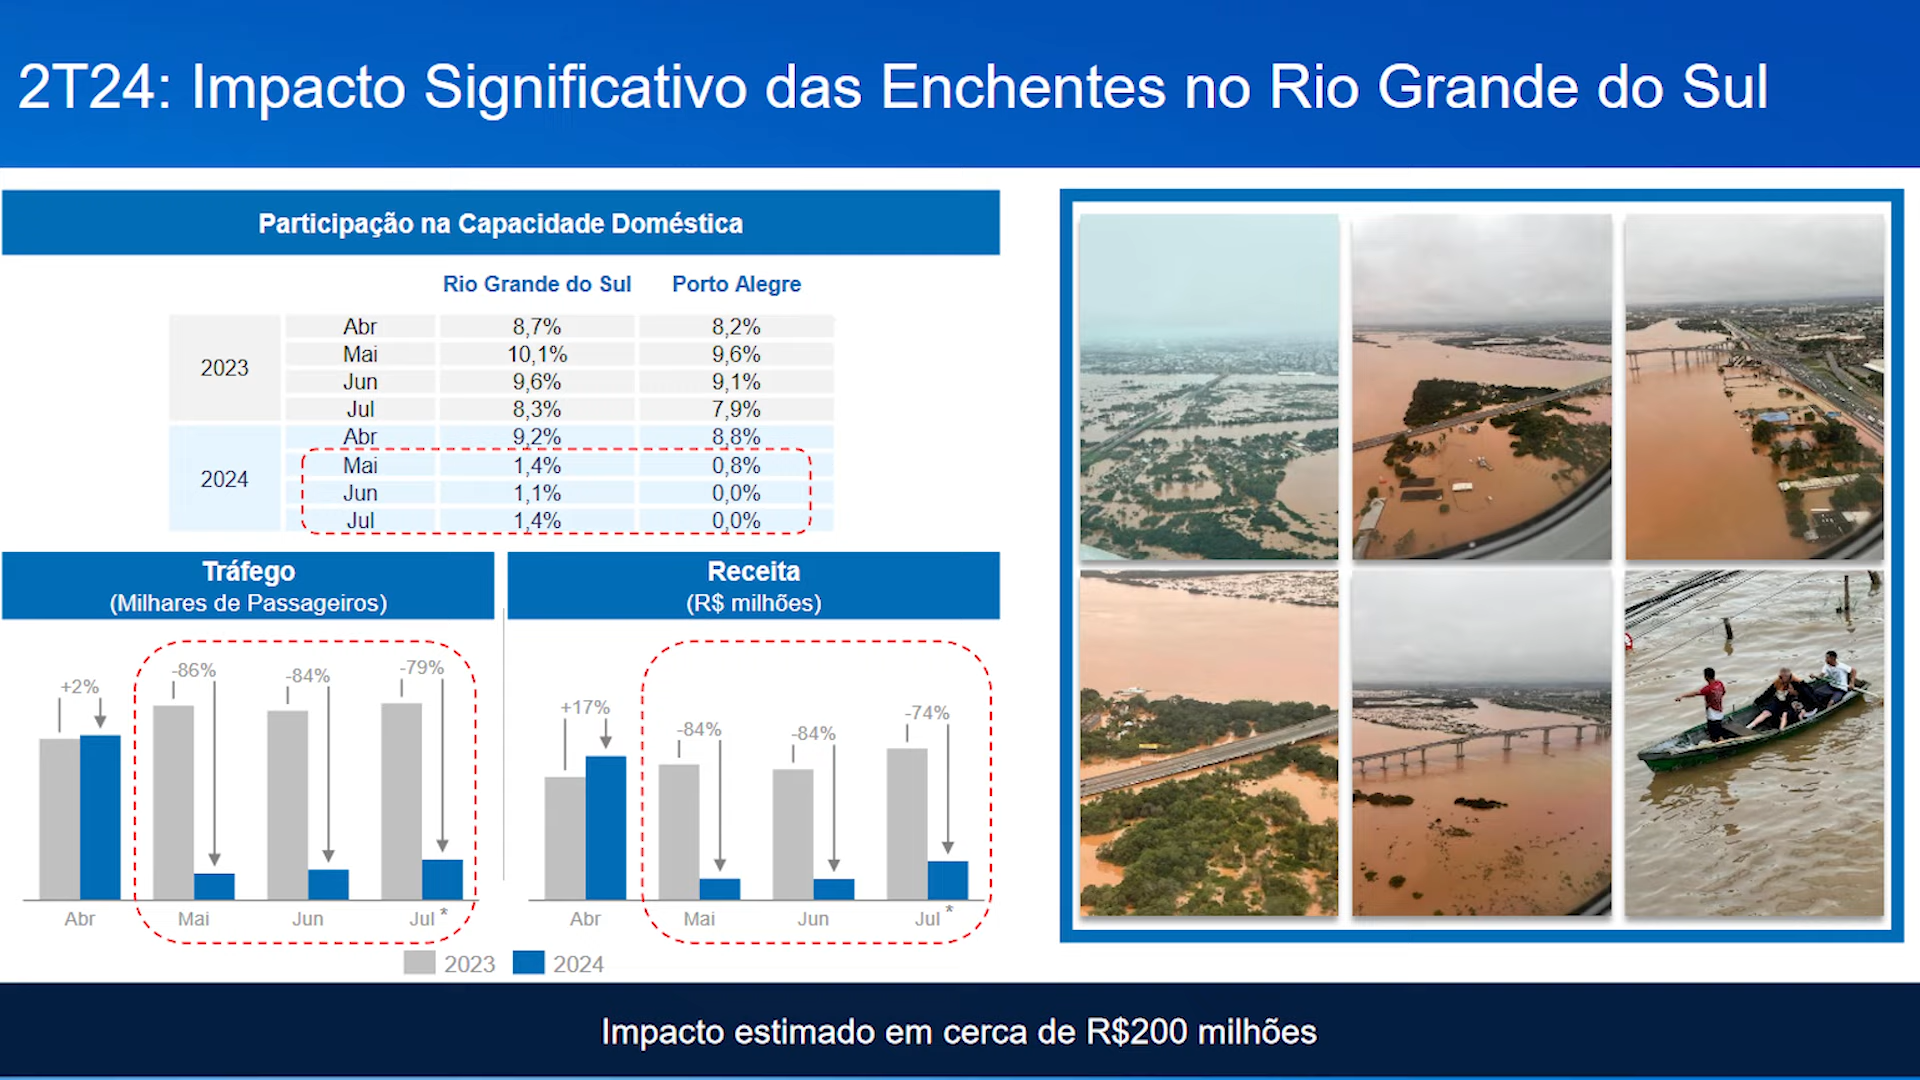 2T24: Impacto Significativo das Enchentes no Rio Grande do Sul
Participação na Capacidade Doméstica
Rio Grande do Sul Porto Alegre
2023
Abr 8,7% 8,2%
Mai 10,1% 9,6%
Jun 9,6% 9,1%
Jul 8,3% 7,9%
2024
Abr 9,2% 8,8%
Mai 1,4% 0,8%
Jun 1,1% 0,0%
Jul 1,4% 0,0%
Tráfego
(Milhares de Passageiros)
+2% -86% -84% -79%
Abr Mai Jun Jul *
Receita
(R$ milhões)
+17% -84% -84% -74%
Abr Mai Jun Jul *
2023 2024
Impacto estimado em cerca de R$200 milhões